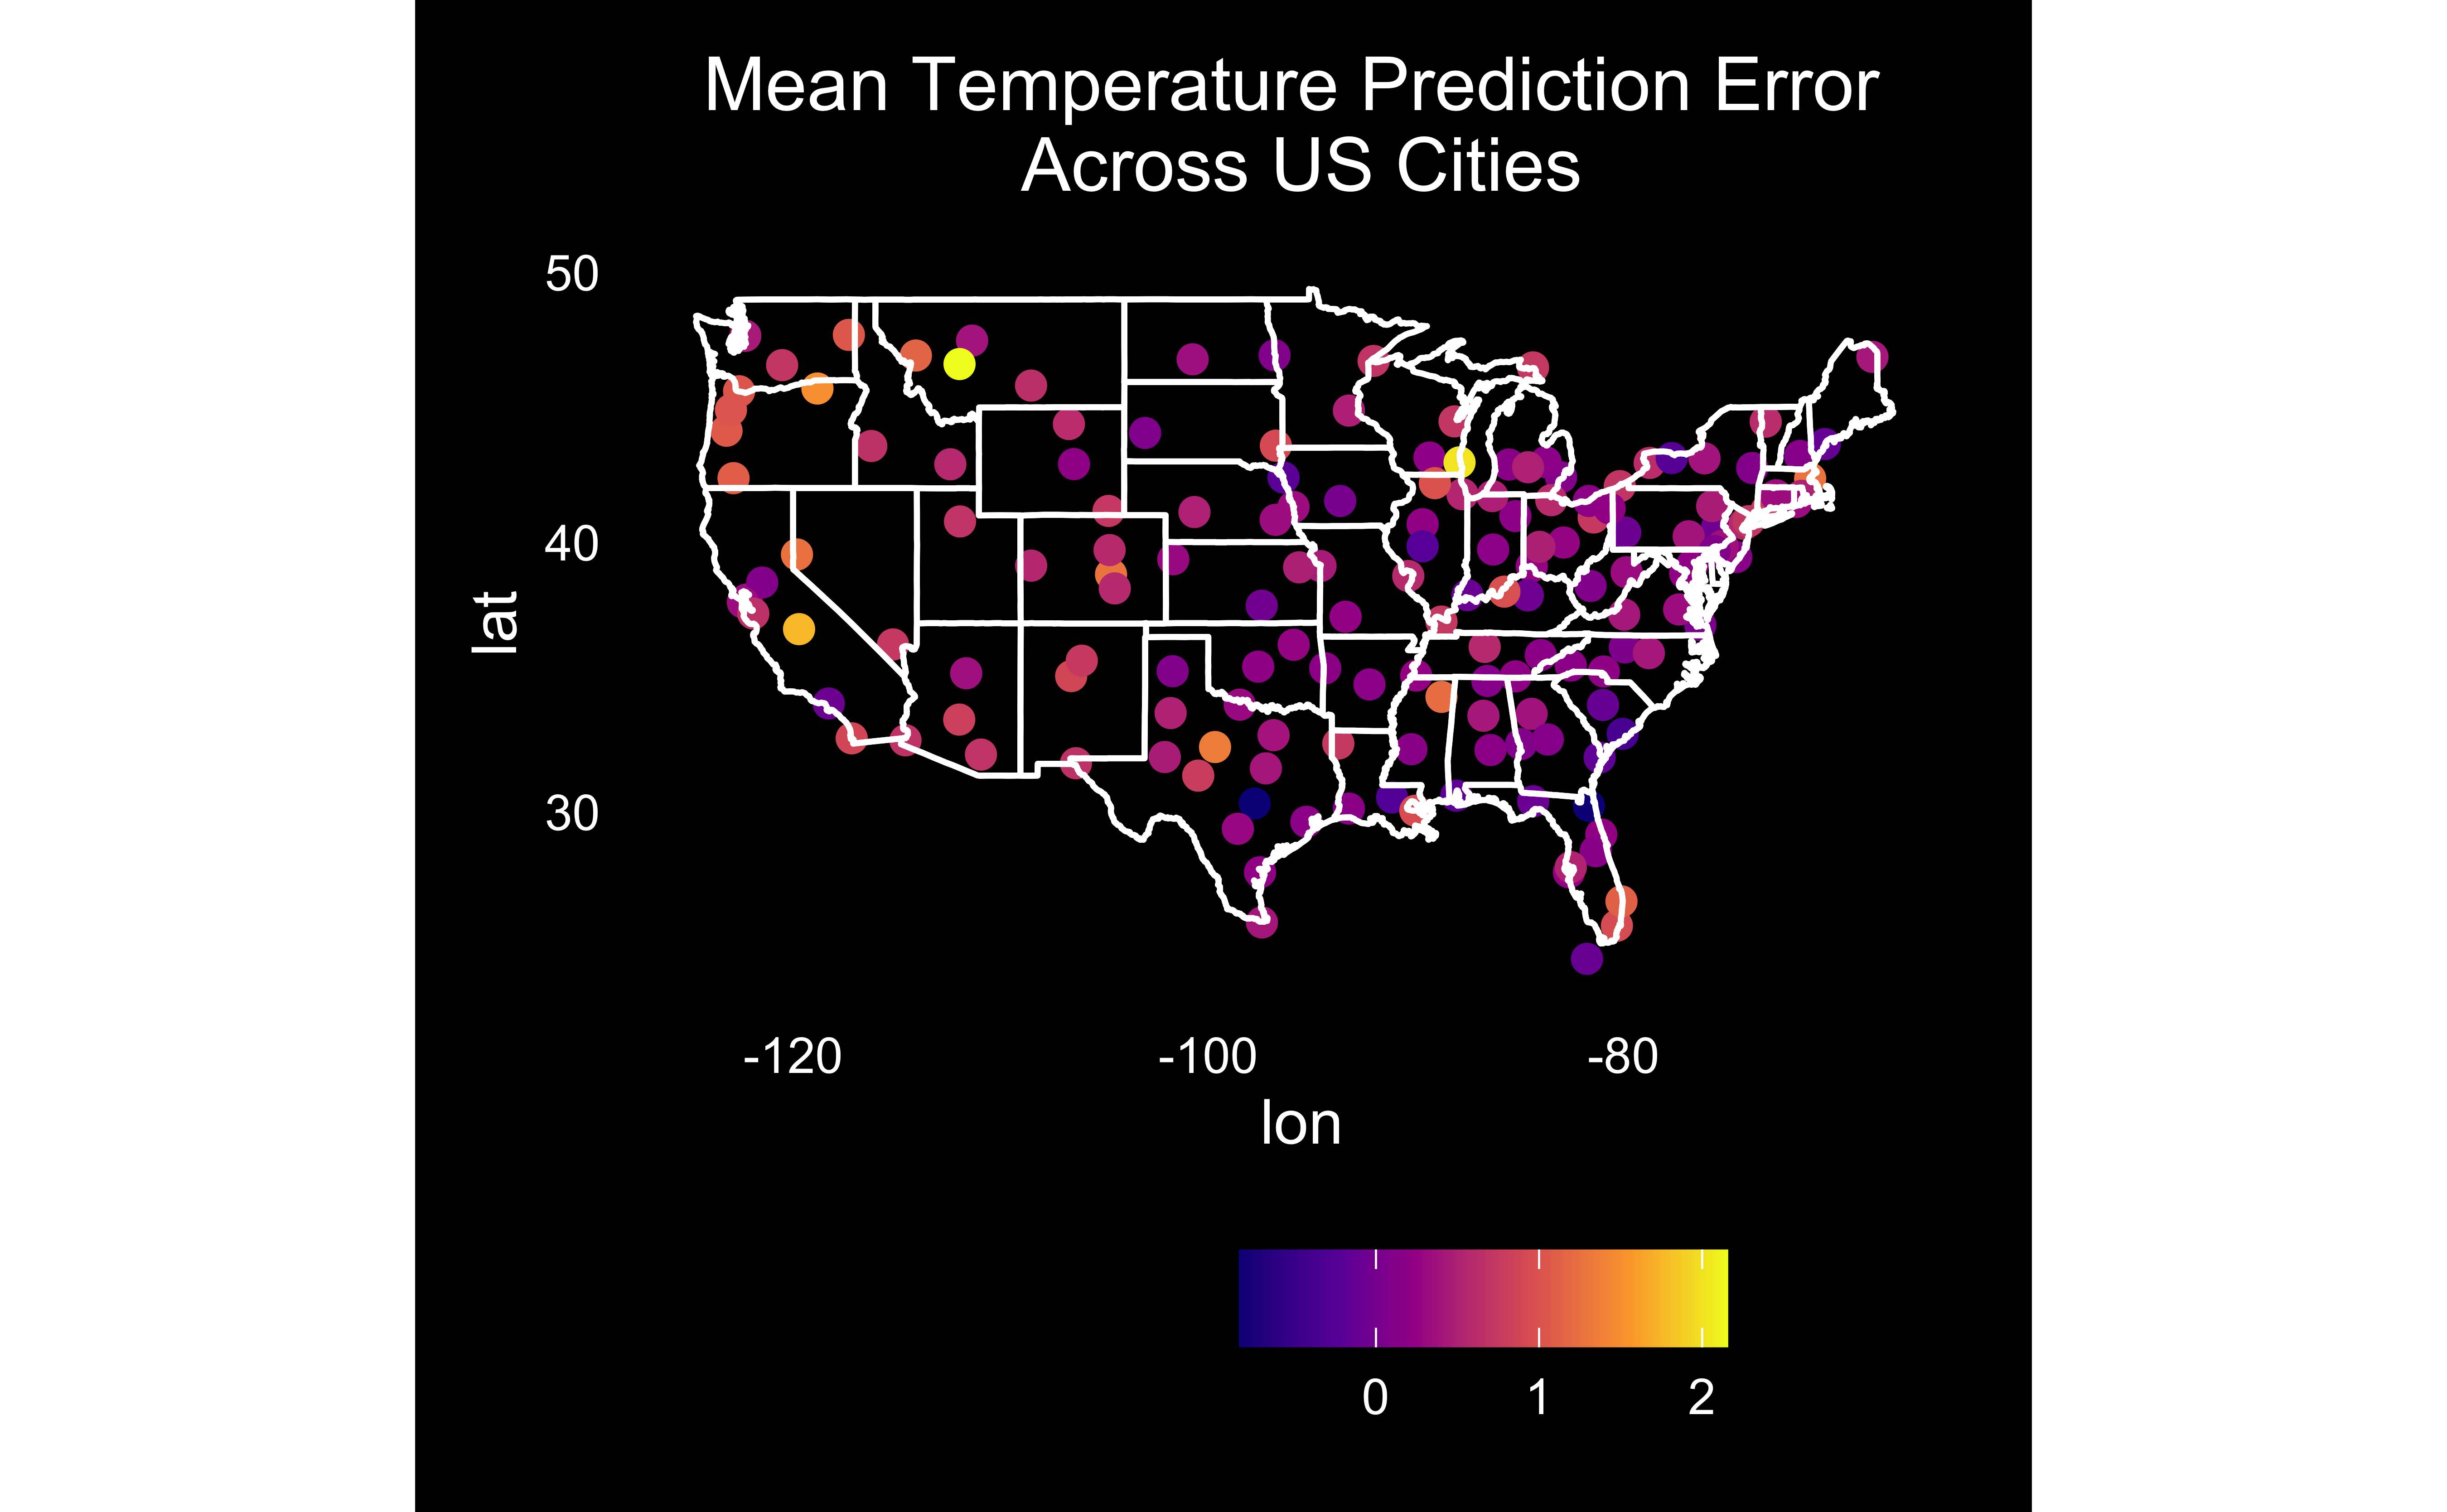 Mean Temperature Prediction Error
Across US Cities
50
40
30
lat
-120 -100 -80
lon
0 1 2